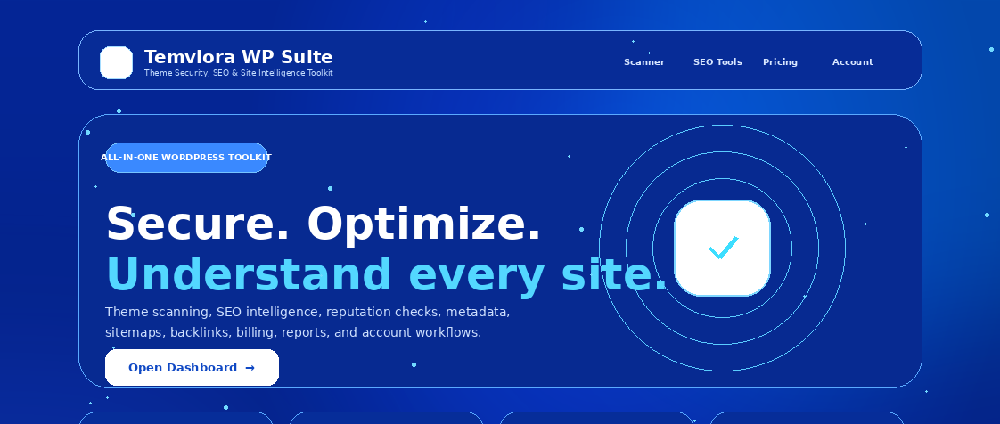 Temviora WP Suite
Theme Security, SEO & Site Intelligence Toolkit
Scanner SEO Tools Pricing Account
ALL-IN-ONE WORDPRESS TOOLKIT
Secure. Optimize.
Understand every site.
Theme scanning, SEO intelligence, reputation checks, metadata,
sitemaps, backlinks, billing, reports, and account workflows.
Open Dashboard →